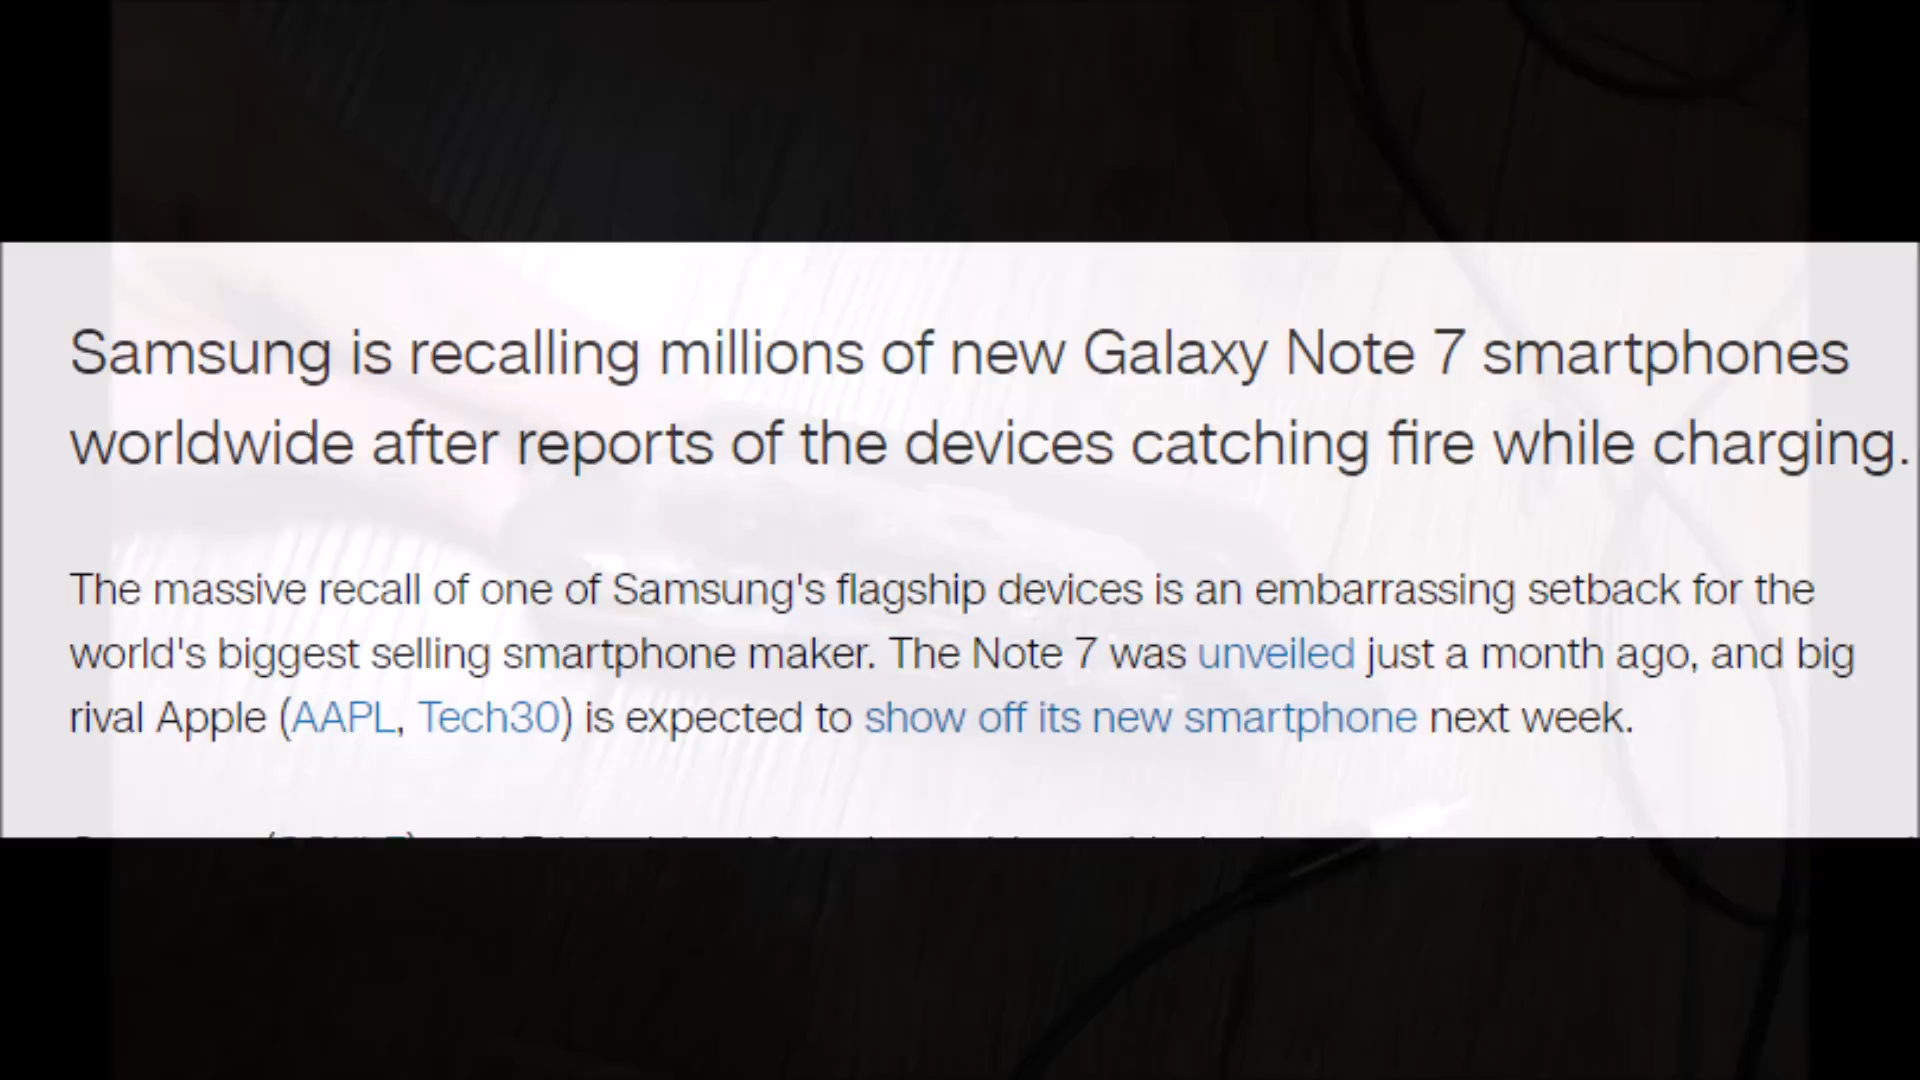 Samsung is recalling millions of new Galaxy Note 7 smartphones
worldwide after reports of the devices catching fire while charging.
The massive recall of one of Samsung's flagship devices is an embarrassing setback for the
world's biggest selling smartphone maker. The Note 7 was unveiled just a month ago, and big
rival Apple (AAPL, Tech30) is expected to show off its new smartphone next week.